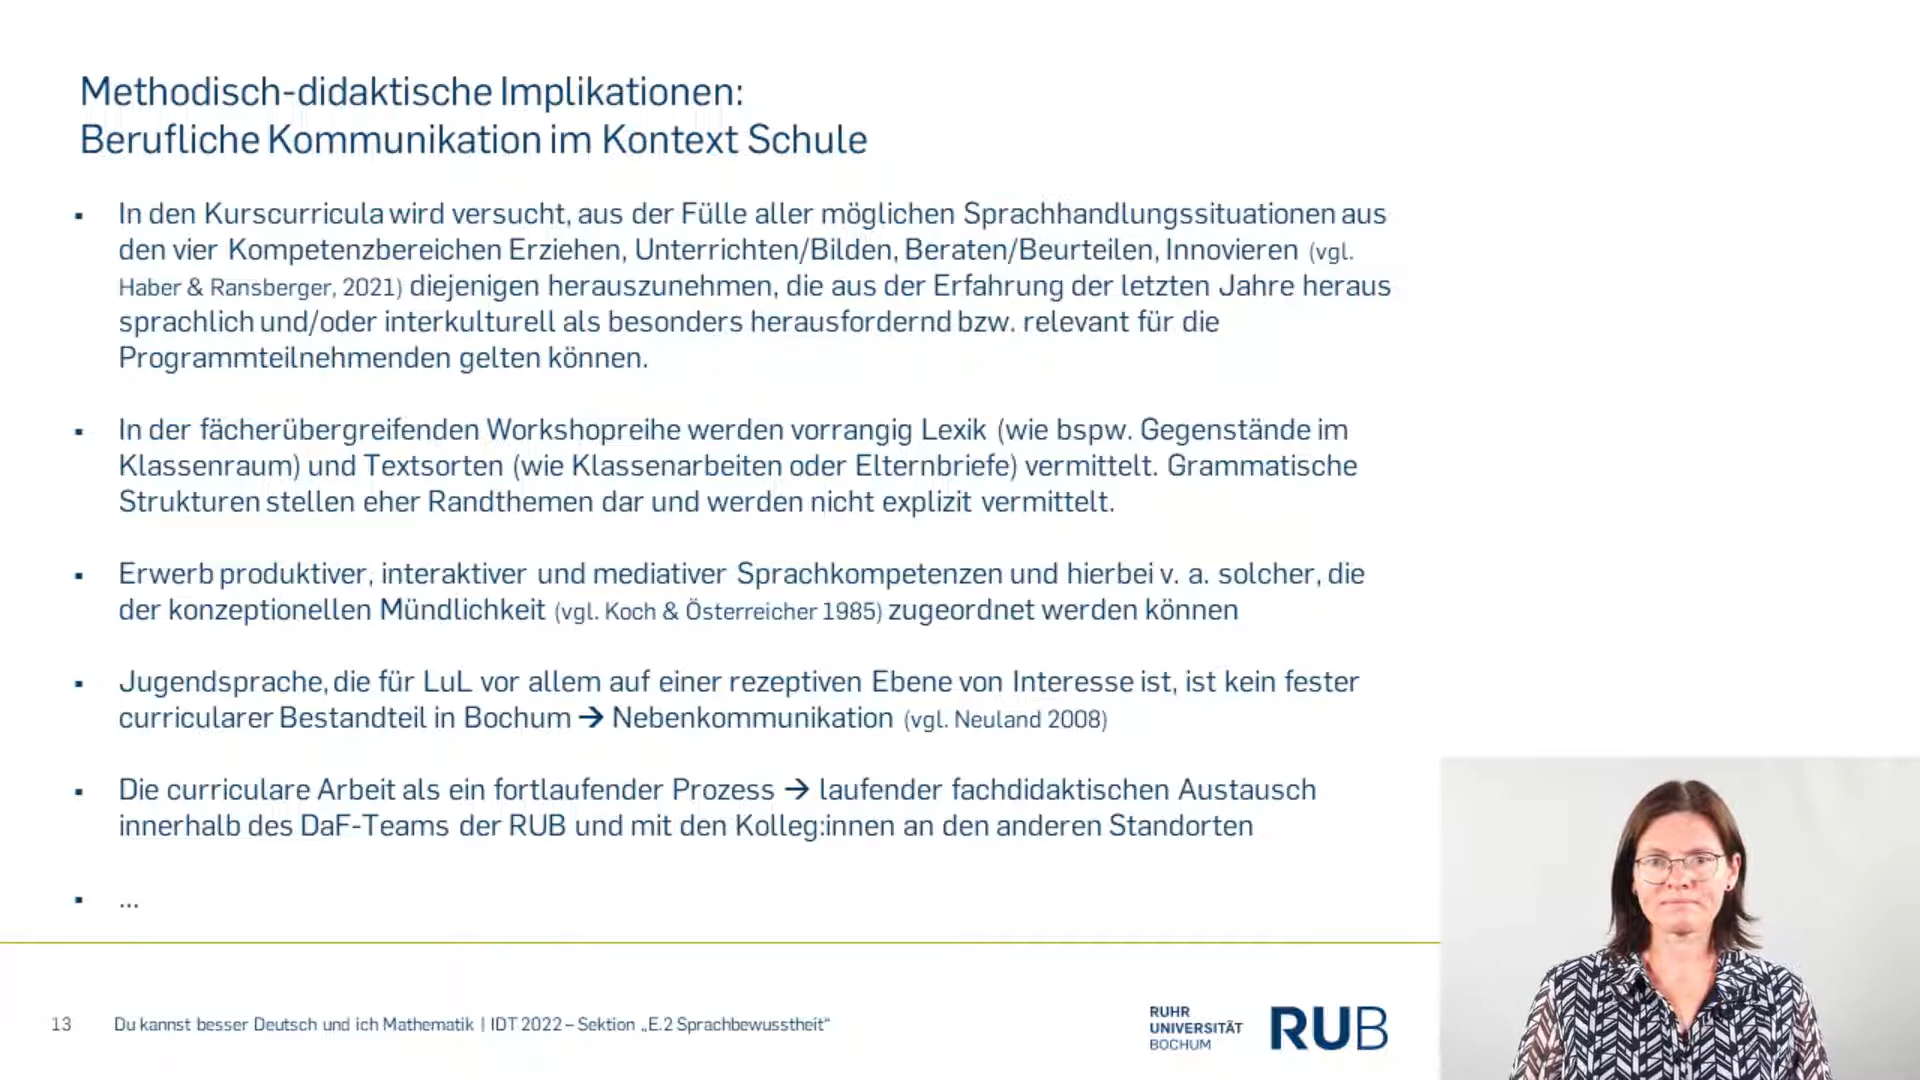 Methodisch-didaktische Implikationen:
Berufliche Kommunikation im Kontext Schule
▪ In den Kurscurricula wird versucht, aus der Fülle aller möglichen Sprachhandlungssituationen aus
den vier Kompetenzbereichen Erziehen, Unterrichten/Bilden, Beraten/Beurteilen, Innovieren (vgl.
Haber & Ransberger, 2021) diejenigen herauszunehmen, die aus der Erfahrung der letzten Jahre heraus
sprachlich und/oder interkulturell als besonders herausfordernd bzw. relevant für die
Programmteilnehmenden gelten können.
▪ In der fächerübergreifenden Workshopreihe werden vorrangig Lexik (wie bspw. Gegenstände im
Klassenraum) und Textsorten (wie Klassenarbeiten oder Elternbriefe) vermittelt. Grammatische
Strukturen stellen eher Randthemen dar und werden nicht explizit vermittelt.
▪ Erwerb produktiver, interaktiver und mediativer Sprachkompetenzen und hierbei v. a. solcher, die
der konzeptionellen Mündlichkeit (vgl. Koch & Österreicher 1985) zugeordnet werden können
▪ Jugendsprache, die für LuL vor allem auf einer rezeptiven Ebene von Interesse ist, ist kein fester
curricularer Bestandteil in Bochum → Nebenkommunikation (vgl. Neuland 2008)
▪ Die curriculare Arbeit als ein fortlaufender Prozess → laufender fachdidaktischen Austausch
innerhalb des DaF-Teams der RUB und mit den Kolleg:innen an den anderen Standorten
▪ ...
13 Du kannst besser Deutsch und ich Mathematik | IDT 2022 – Sektion „E.2 Sprachbewusstheit“
RUHR
UNIVERSITÄT
BOCHUM
RUB